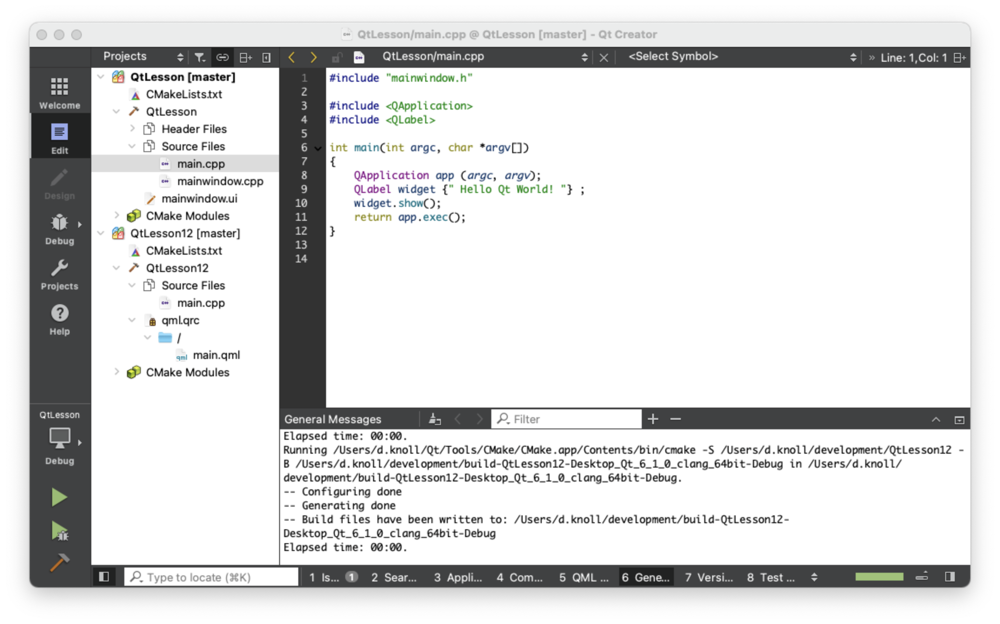 QtLesson/main.cpp @ QtLesson [master] - Qt Creator
Projects
QtLesson/main.cpp
<Select Symbol>
» Line: 1,Col: 1
Welcome
Edit
Design
Debug
Projects
Help
QtLesson
Debug
QtLesson [master]
CMakeLists.txt
QtLesson
Header Files
Source Files
main.cpp
mainwindow.cpp
mainwindow.ui
CMake Modules
QtLesson12 [master]
CMakeLists.txt
QtLesson12
Source Files
main.cpp
qml.qrc
/
main.qml
CMake Modules
1 #include "mainwindow.h"
2
3 #include <QApplication>
4 #include <QLabel>
5
6 int main(int argc, char *argv[])
7 {
8 QApplication app (argc, argv);
9 QLabel widget {" Hello Qt World! "} ;
10 widget.show();
11 return app.exec();
12 }
13
14
General Messages
Filter
Elapsed time: 00:00.
Running /Users/d.knoll/Qt/Tools/CMake/CMake.app/Contents/bin/cmake -S /Users/d.knoll/development/QtLesson12 -
B /Users/d.knoll/development/build-QtLesson12-Desktop_Qt_6_1_0_clang_64bit-Debug in /Users/d.knoll/
development/build-QtLesson12-Desktop_Qt_6_1_0_clang_64bit-Debug.
-- Configuring done
-- Generating done
-- Build files have been written to: /Users/d.knoll/development/build-QtLesson12-
Desktop_Qt_6_1_0_clang_64bit-Debug
Elapsed time: 00:00.
Type to locate (⌘K)
1 Is... 1 2 Sear... 3 Appli... 4 Com... 5 QML ... 6 Gene... 7 Versi... 8 Test ...